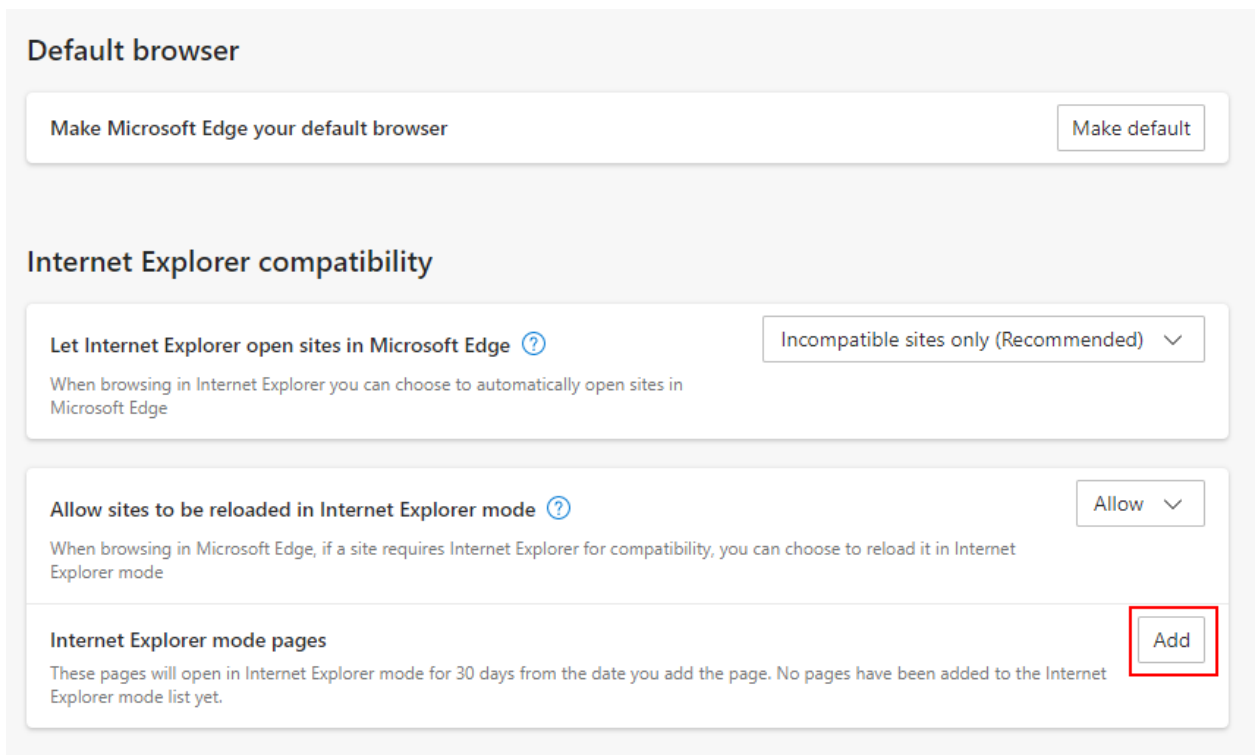 Default browser
Make Microsoft Edge your default browser
Make default
Internet Explorer compatibility
Let Internet Explorer open sites in Microsoft Edge ?
Incompatible sites only (Recommended)
When browsing in Internet Explorer you can choose to automatically open sites in
Microsoft Edge
Allow sites to be reloaded in Internet Explorer mode ?
Allow
When browsing in Microsoft Edge, if a site requires Internet Explorer for compatibility, you can choose to reload it in Internet
Explorer mode
Internet Explorer mode pages
Add
These pages will open in Internet Explorer mode for 30 days from the date you add the page. No pages have been added to the Internet
Explorer mode list yet.